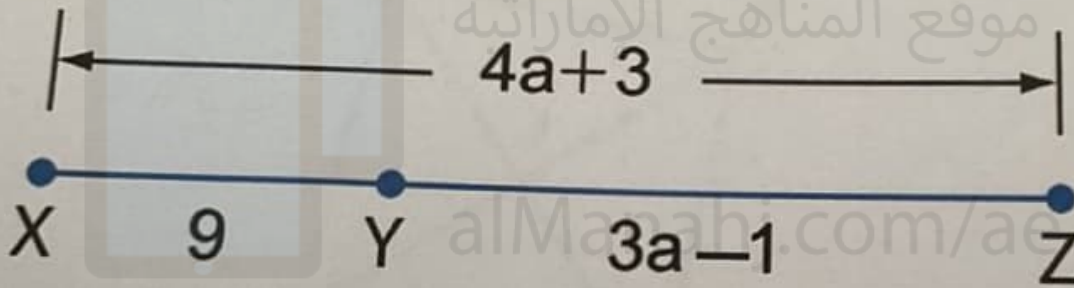 موقع المناهج الإماراتية
4a+3
X 9 Y 3a–1 Z
alManahj.com/ae